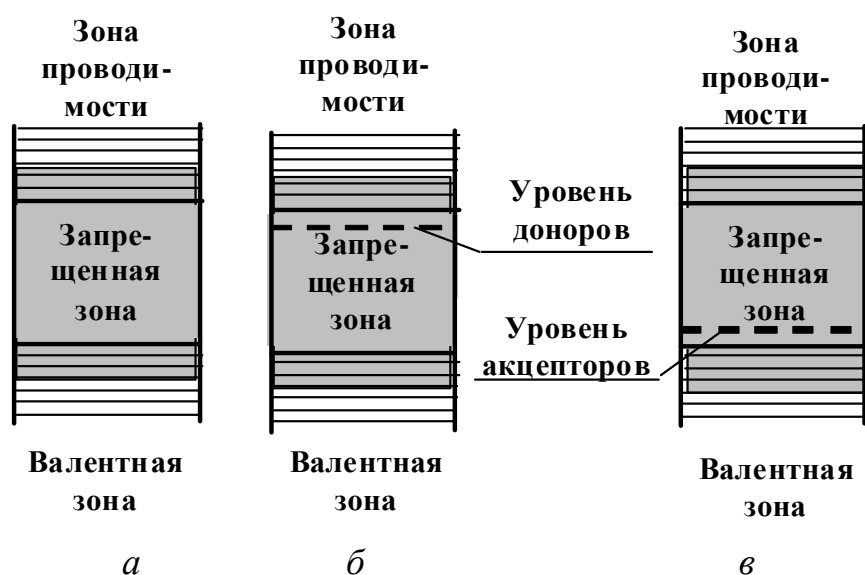 Зона
проводи-
мости
Запре-
щенная
зона
Валентная
зона
а
Зона
проводи-
мости
Запре-
щенная
зона
Валентная
зона
б
Уровень
доноров
Уровень
акцепторов
Зона
проводи-
мости
Запре-
щенная
зона
Валентная
зона
в